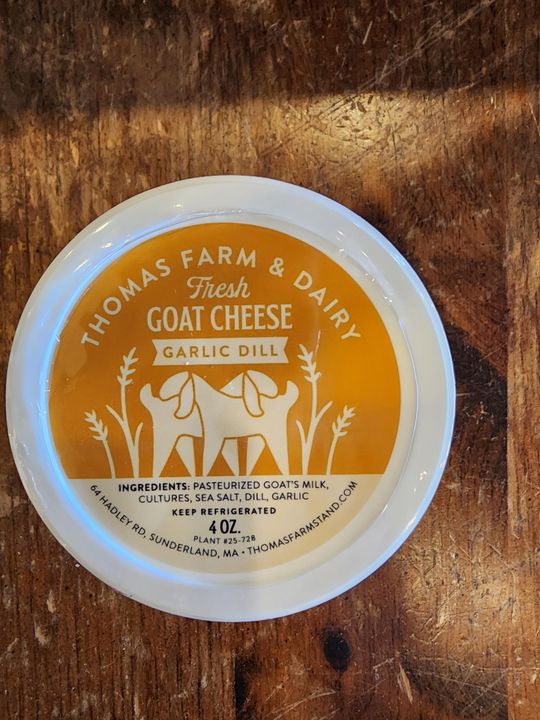 THOMAS FARM & DAIRY
Fresh
GOAT CHEESE
GARLIC DILL
INGREDIENTS: PASTEURIZED GOAT'S MILK,
CULTURES, SEA SALT, DILL, GARLIC
KEEP REFRIGERATED
4 OZ.
PLANT #25-728
64 HADLEY RD, SUNDERLAND, MA • THOMASFARMSTAND.COM